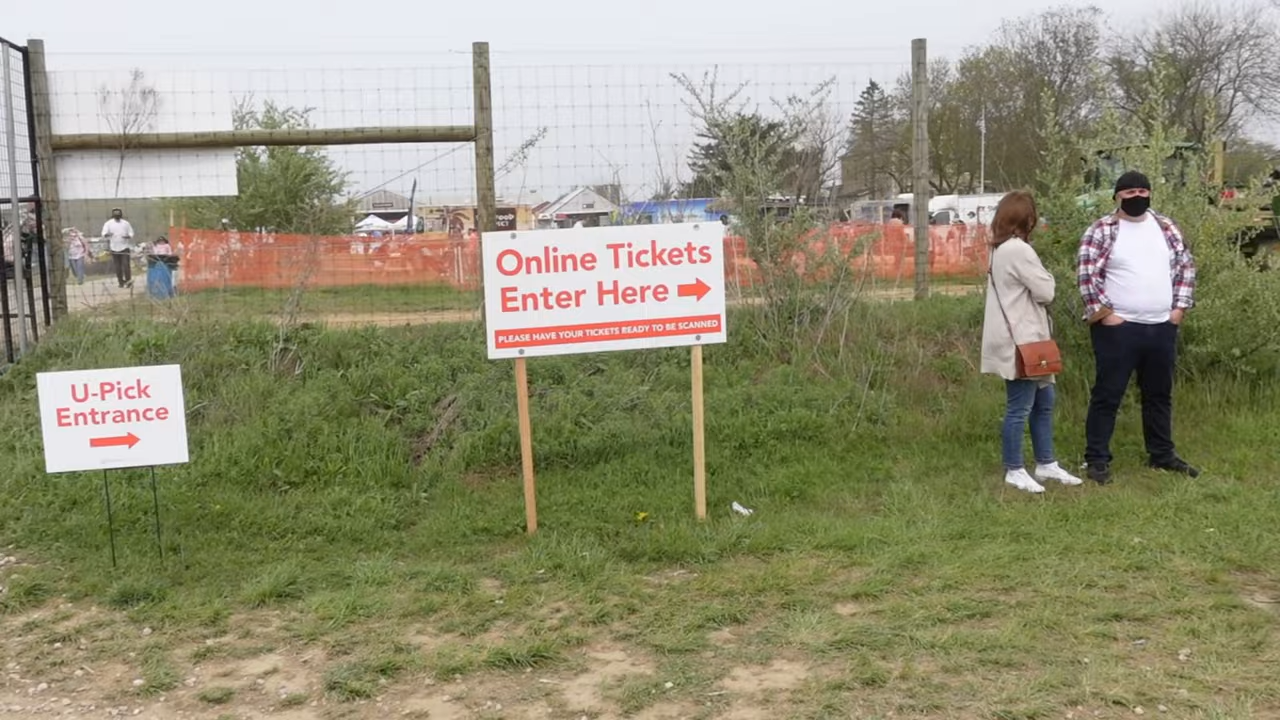 Online Tickets
Enter Here
PLEASE HAVE YOUR TICKETS READY TO BE SCANNED
U-Pick
Entrance